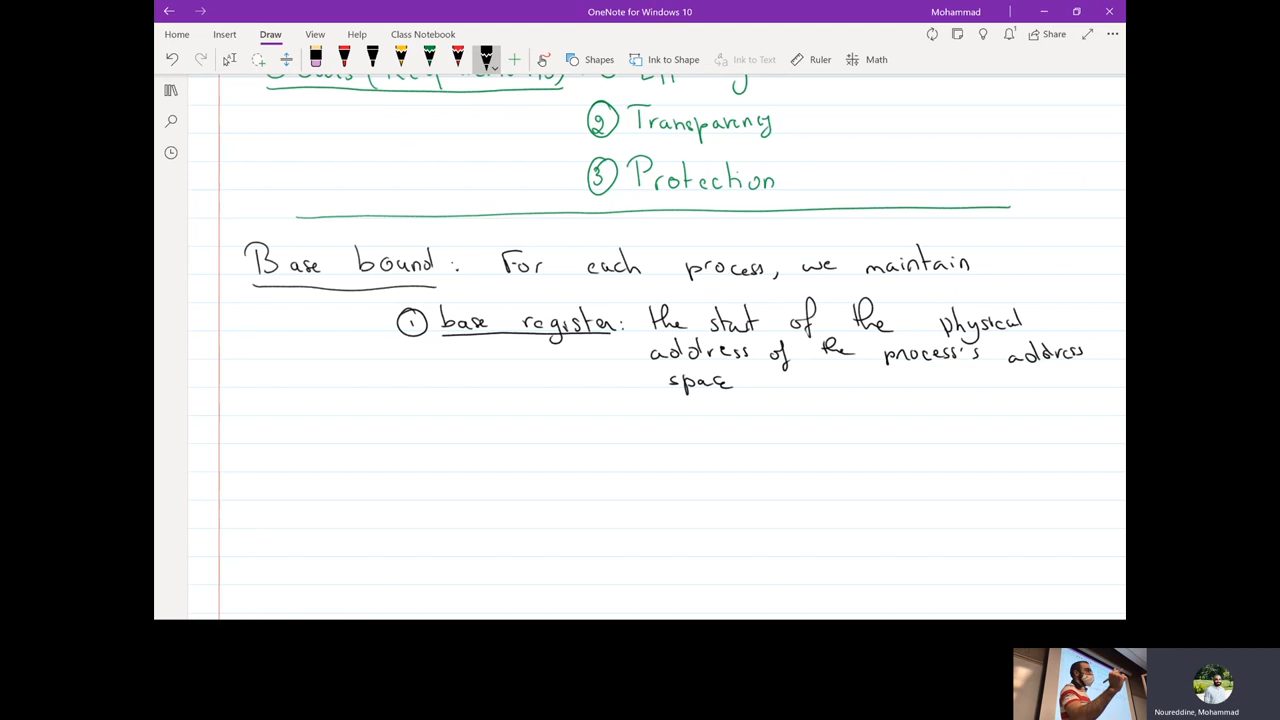 OneNote for Windows 10
Mohammad
Home Insert Draw View Help Class Notebook
Share
Shapes Ink to Shape Ink to Text Ruler Math
② Transparency
③ Protection
Base bound: For each process, we maintain
① base register: the start of the physical
address of the process's address
space
Noureddine, Mohammad